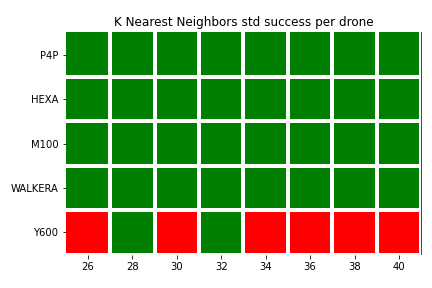 K Nearest Neighbors std success per drone
P4P
HEXA
M100
WALKERA
Y600
26 28 30 32 34 36 38 40